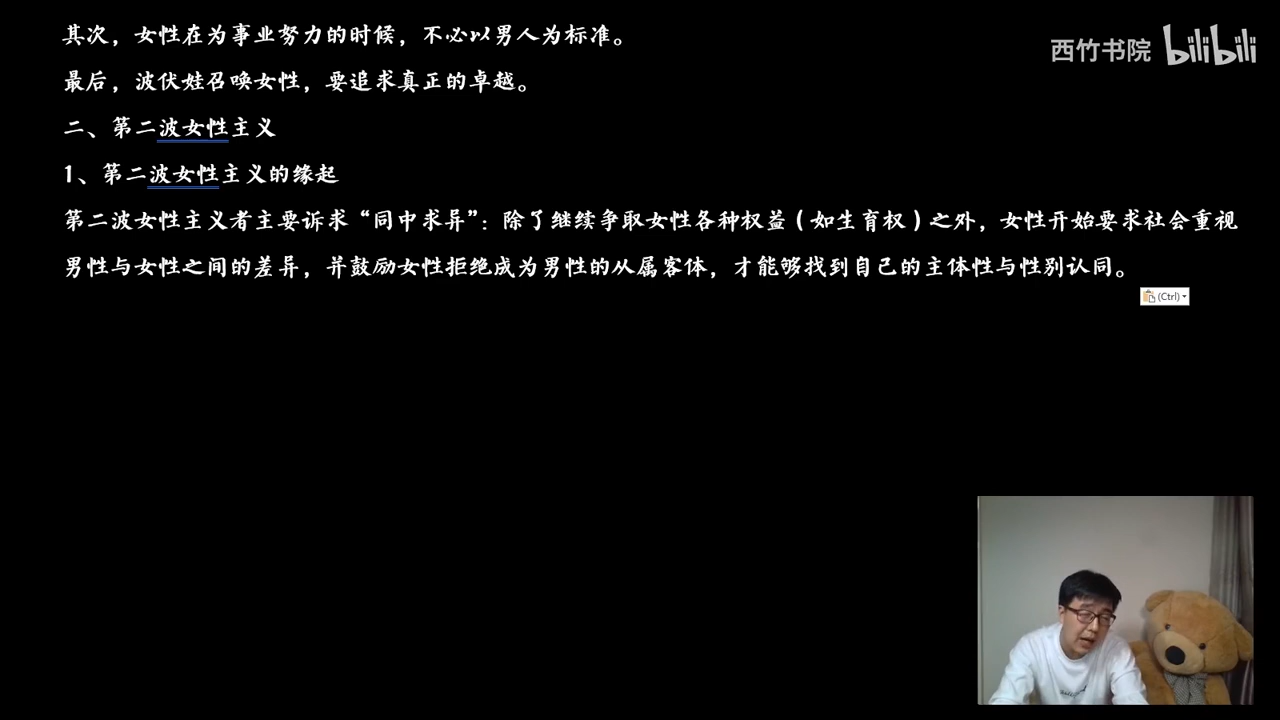 其次，女性在为事业努力的时候，不必以男人为标准。
西竹书院 bilibili
最后，波伏娃召唤女性，要追求真正的卓越。
二、第二波女性主义
1、第二波女性主义的缘起
第二波女性主义者主要诉求“同中求异”：除了继续争取女性各种权益（如生育权）之外，女性开始要求社会重视
男性与女性之间的差异，并鼓励女性拒绝成为男性的从属客体，才能够找到自己的主体性与性别认同。
(Ctrl)